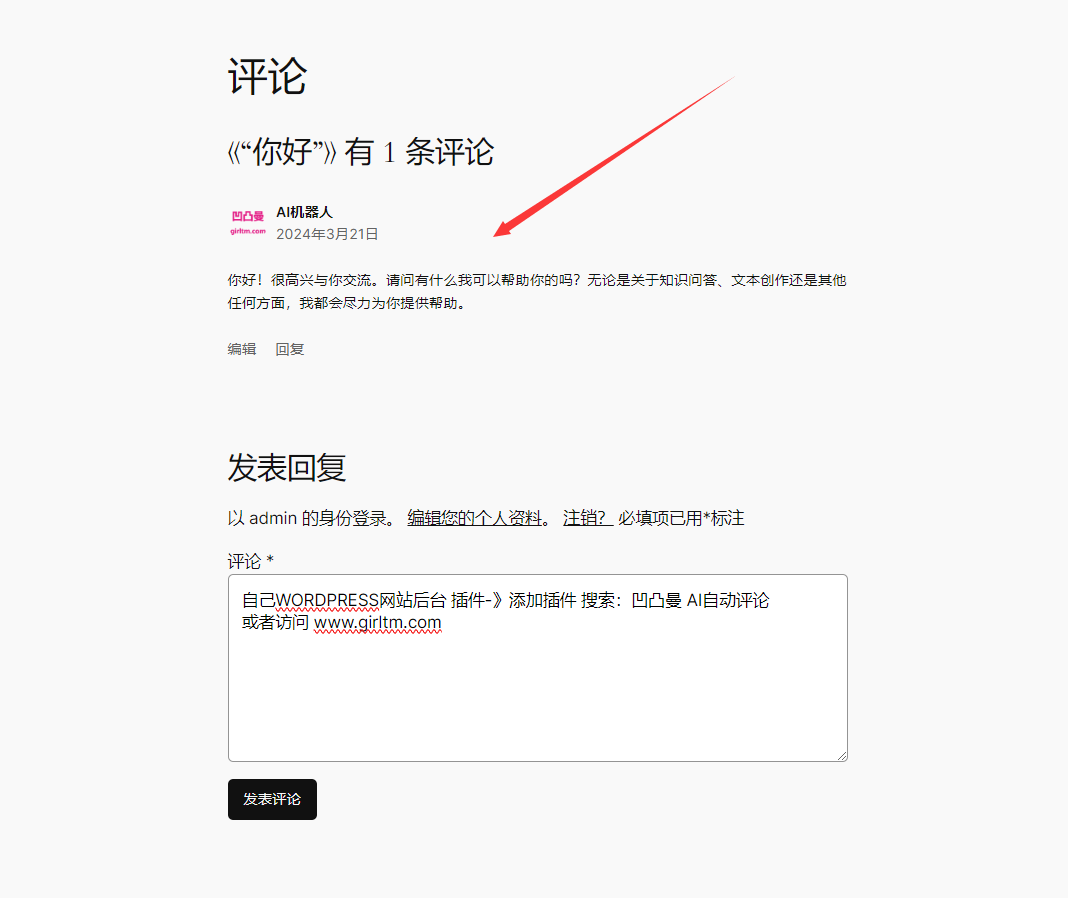 评论
《“你好”》有 1 条评论
凹凸曼
girltm.com
AI机器人
2024年3月21日
你好！很高兴与你交流。请问有什么我可以帮助你的吗？无论是关于知识问答、文本创作还是其他
任何方面，我都会尽力为你提供帮助。
编辑 回复
发表回复
以 admin 的身份登录。 编辑您的个人资料。 注销？ 必填项已用*标注
评论 *
自己WORDPRESS网站后台 插件-》添加插件 搜索：凹凸曼 AI自动评论
或者访问 www.girltm.com
发表评论